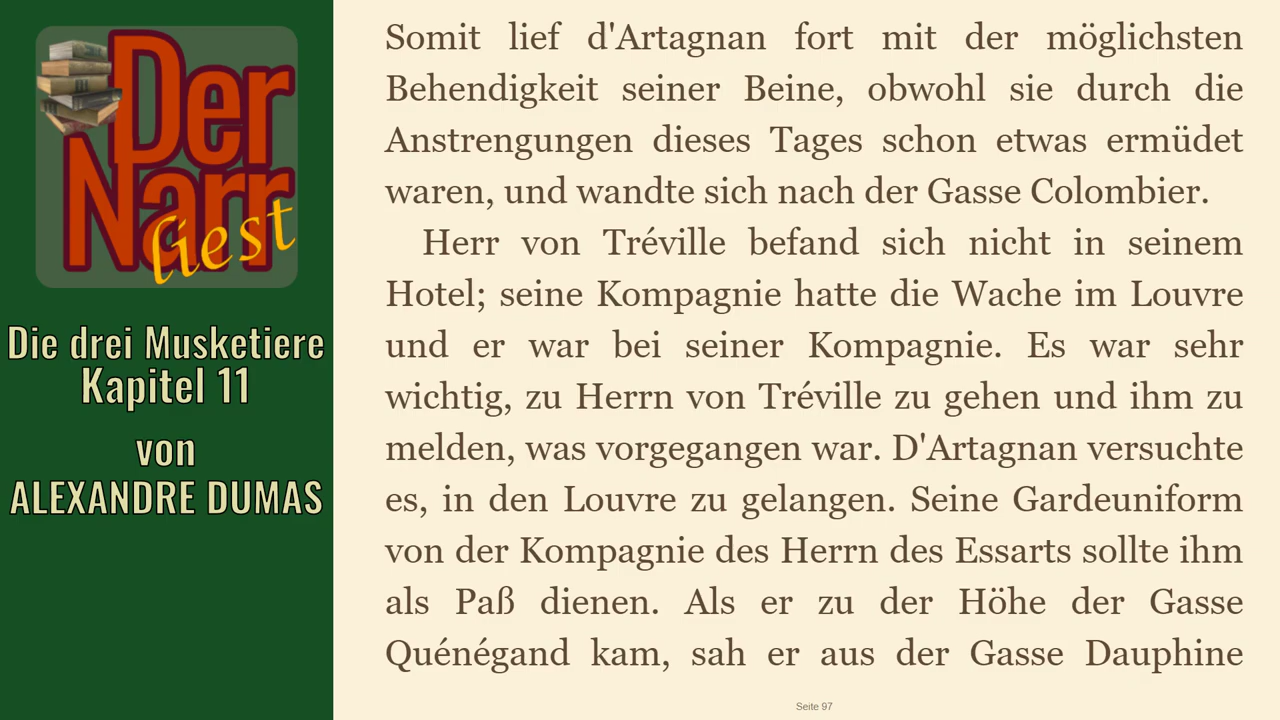 Der
Narr
liest
Die drei Musketiere
Kapitel 11
von
ALEXANDRE DUMAS
Somit lief d'Artagnan fort mit der möglichsten
Behendigkeit seiner Beine, obwohl sie durch die
Anstrengungen dieses Tages schon etwas ermüdet
waren, und wandte sich nach der Gasse Colombier.
Herr von Tréville befand sich nicht in seinem
Hotel; seine Kompagnie hatte die Wache im Louvre
und er war bei seiner Kompagnie. Es war sehr
wichtig, zu Herrn von Tréville zu gehen und ihm zu
melden, was vorgegangen war. D'Artagnan versuchte
es, in den Louvre zu gelangen. Seine Gardeuniform
von der Kompagnie des Herrn des Essarts sollte ihm
als Paß dienen. Als er zu der Höhe der Gasse
Quénégand kam, sah er aus der Gasse Dauphine
Seite 97